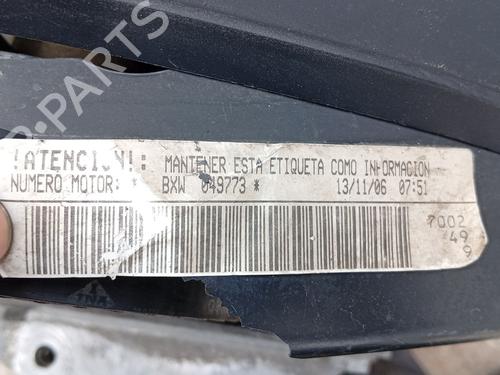 !ATENCION!: MANTENER ESTA ETIQUETA COMO INFORMACION
NUMERO MOTOR: * BXW 049773 * 13/11/06 07:51
7002
49
9
B-PARTS